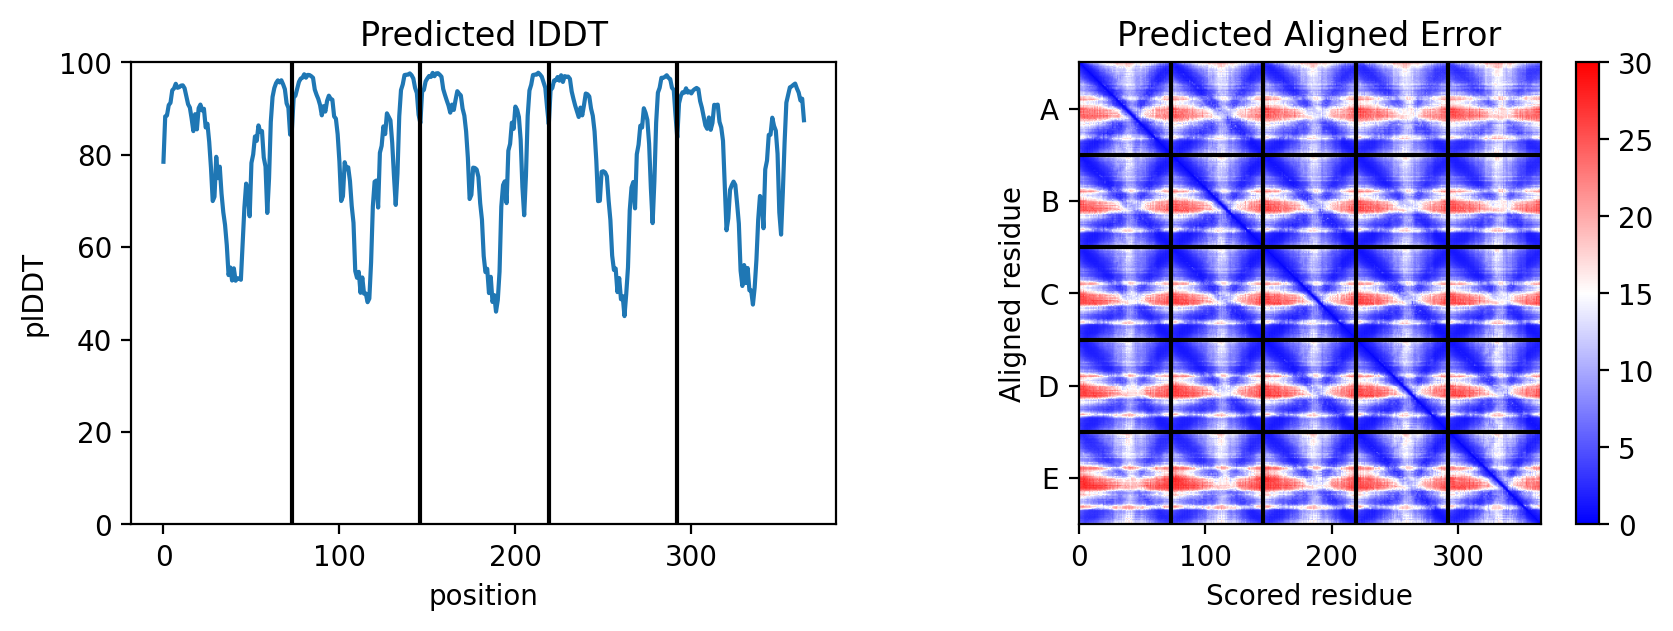 Predicted lDDT
plDDT
100
80
60
40
20
0
0 100 200 300
position
Predicted Aligned Error
Aligned residue
A
B
C
D
E
0 100 200 300
Scored residue
30
25
20
15
10
5
0